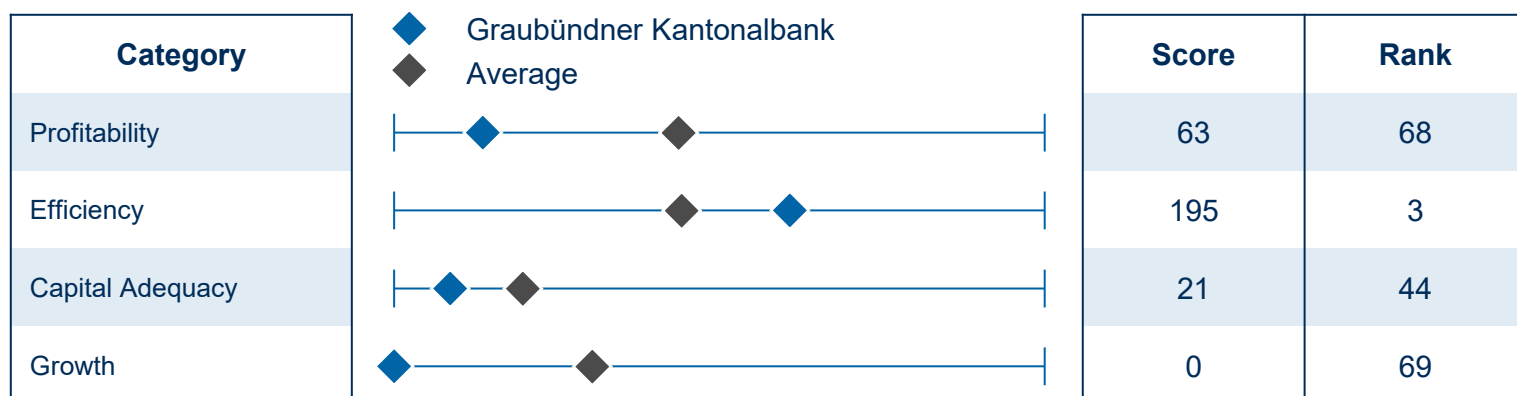 Graubündner Kantonalbank
Average
Category Score Rank
Profitability 63 68
Efficiency 195 3
Capital Adequacy 21 44
Growth 0 69